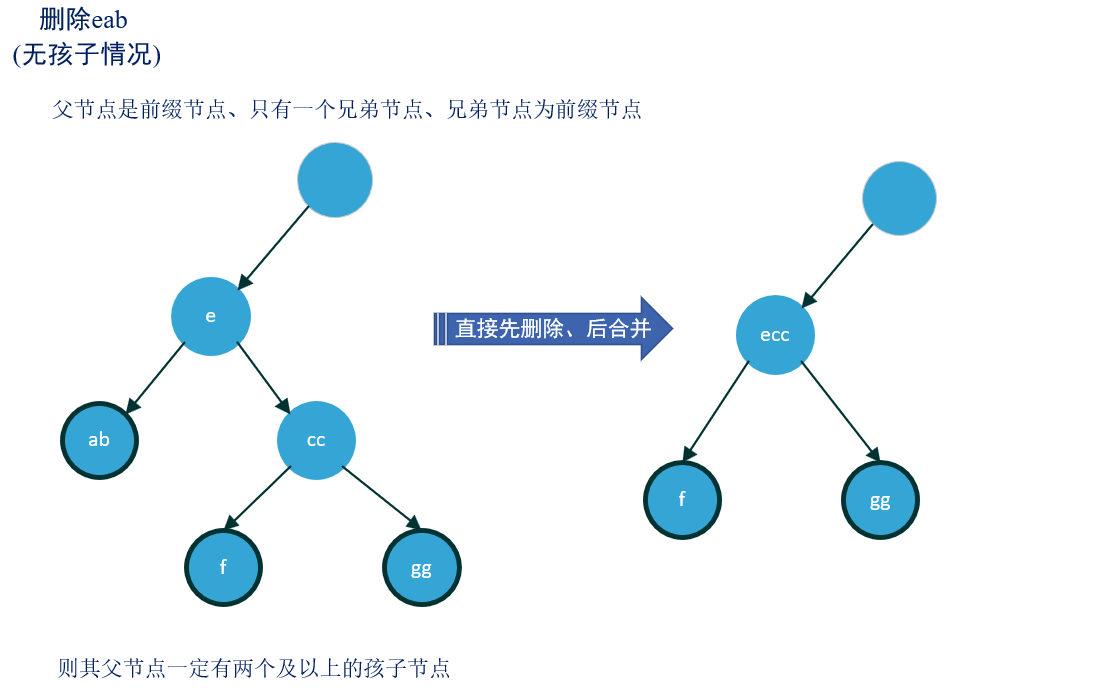 删除eab
(无孩子情况)
父节点是前缀节点、只有一个兄弟节点、兄弟节点为前缀节点
e
直接先删除、后合并
ecc
ab
cc
f
gg
f
gg
则其父节点一定有两个及以上的孩子节点